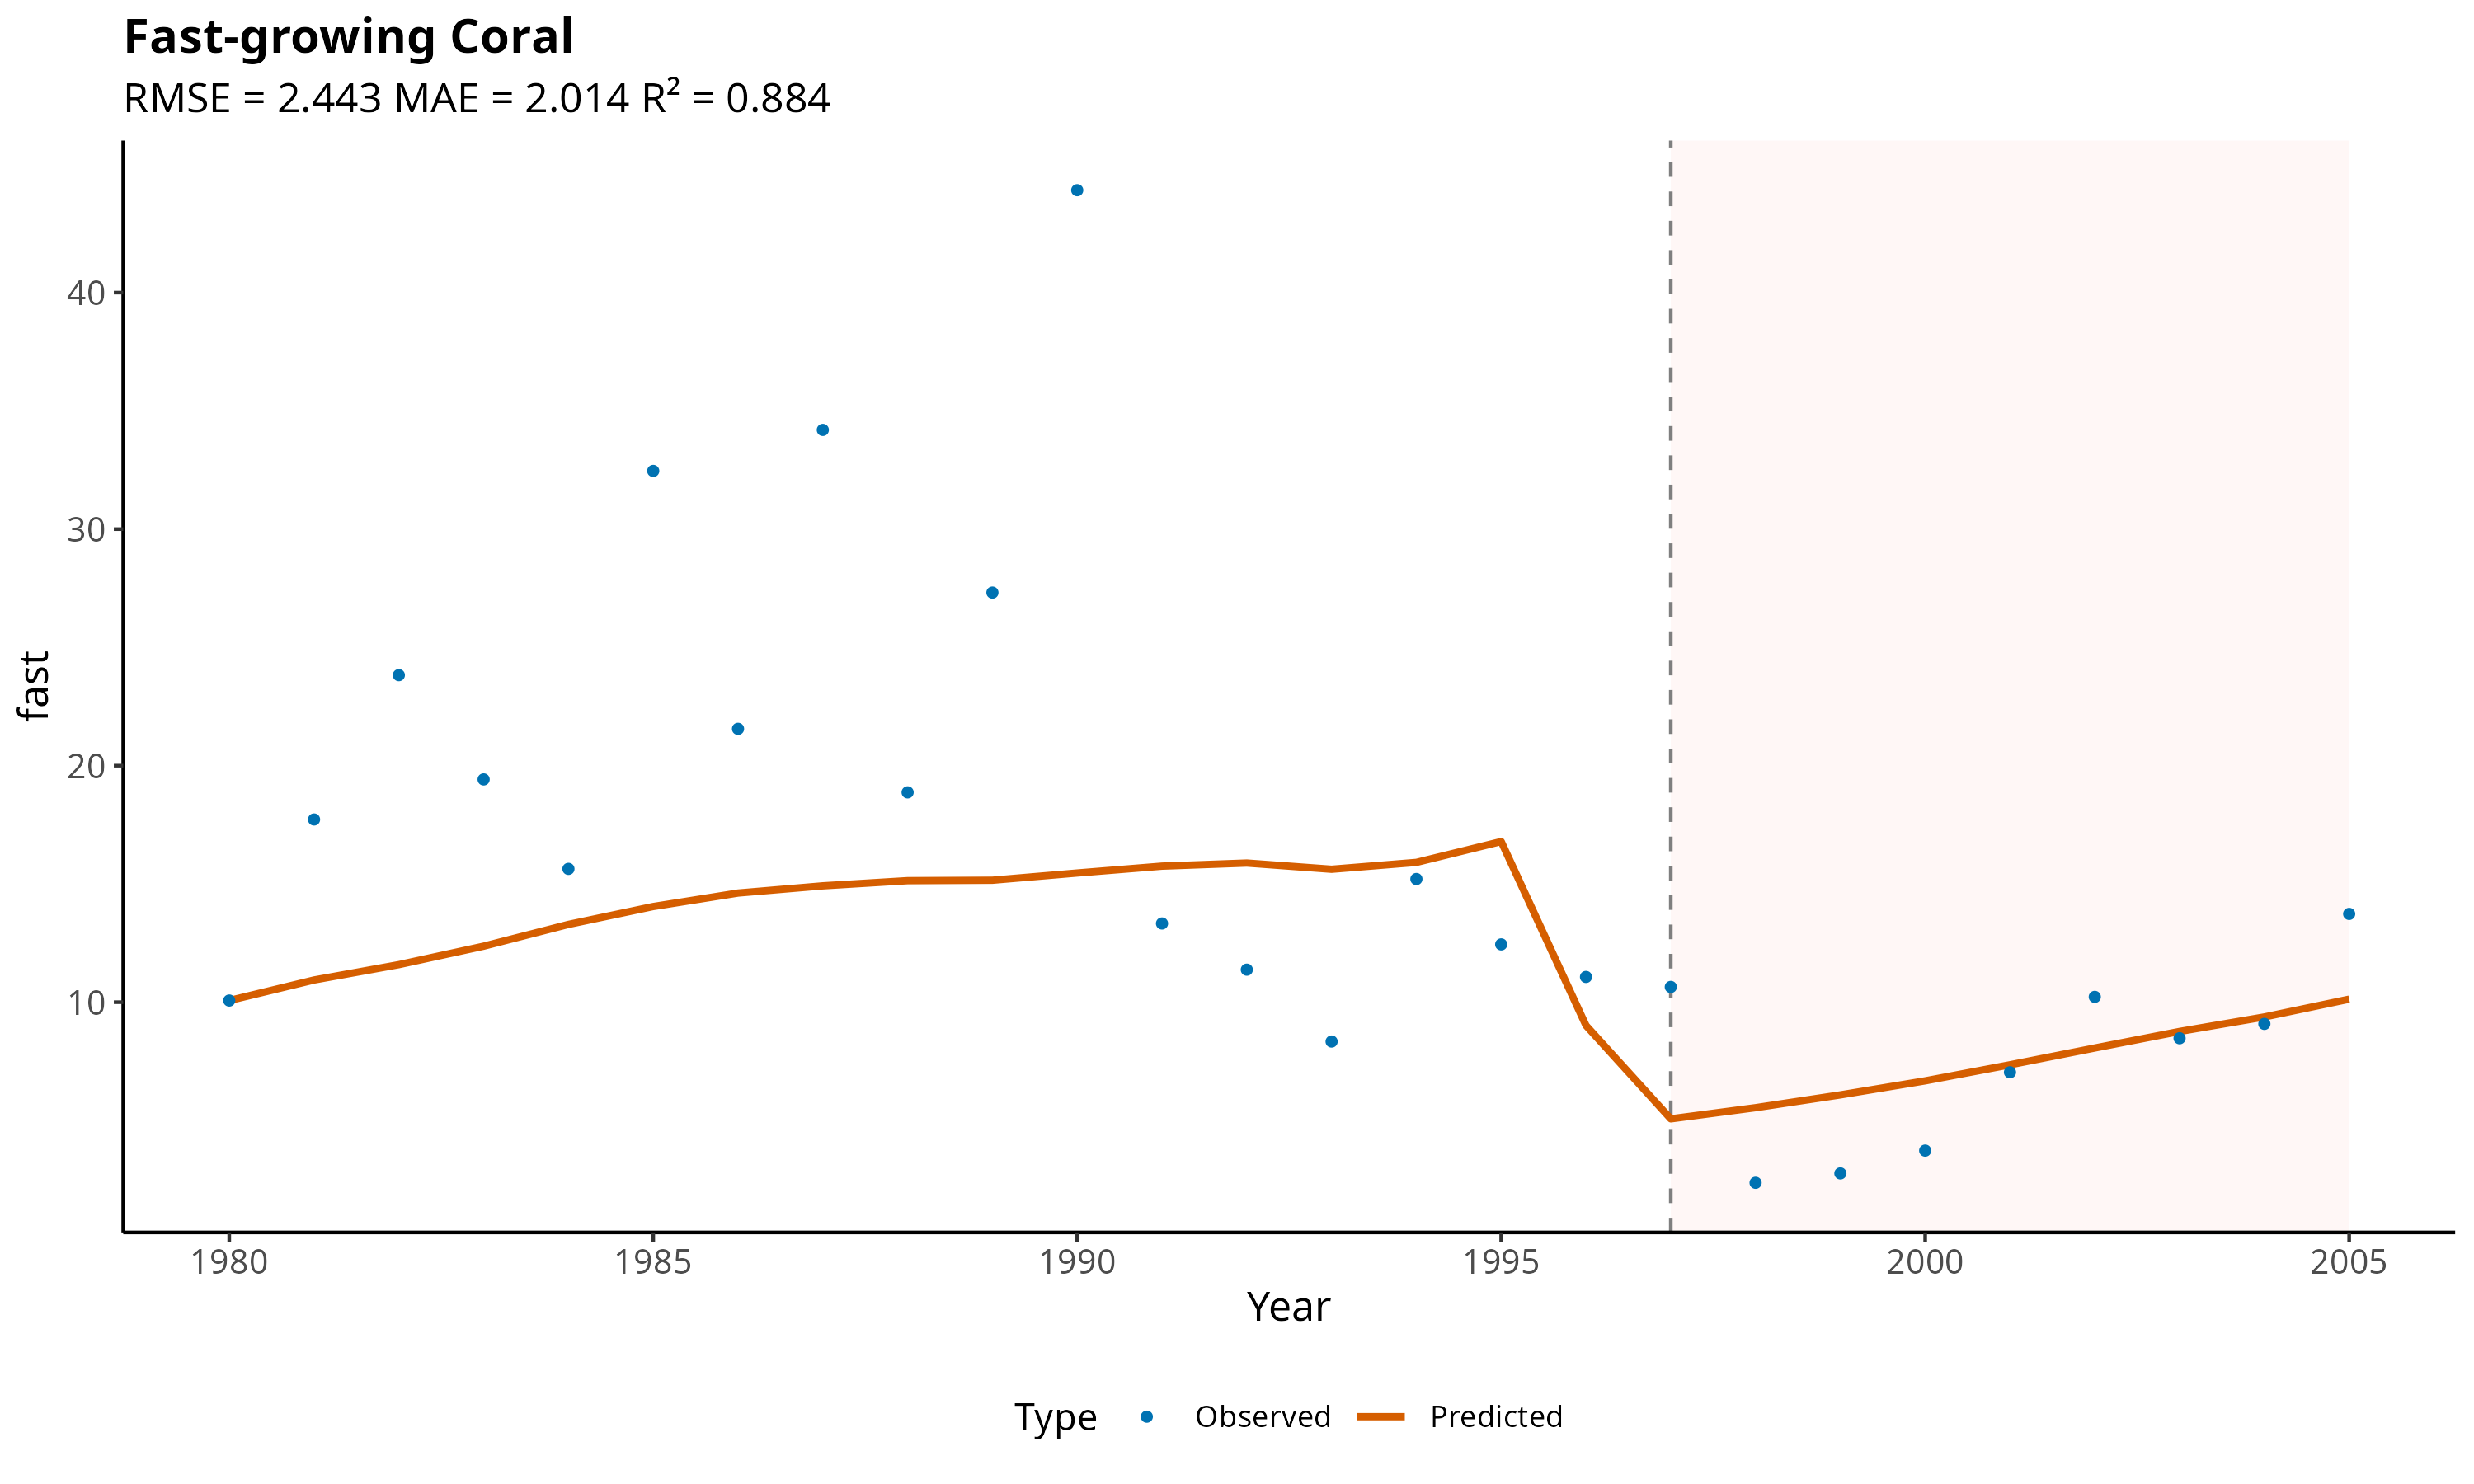 Fast-growing Coral
RMSE = 2.443 MAE = 2.014 R² = 0.884
fast
40
30
20
10
1980 1985 1990 1995 2000 2005
Year
Type Observed Predicted